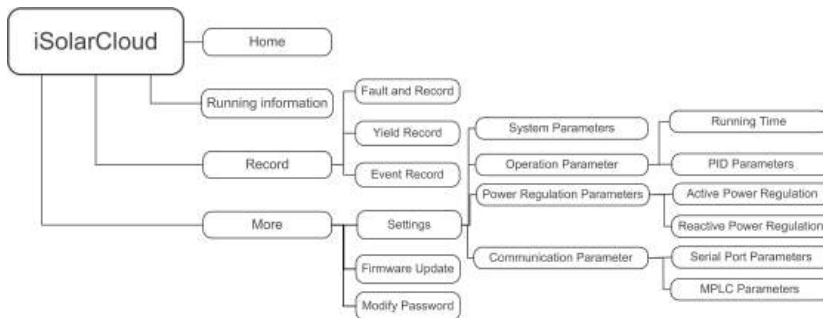 iSolarCloud
Home
Running information
Record
Fault and Record
Yield Record
Event Record
More
Settings
Firmware Update
Modify Password
System Parameters
Operation Parameter
Power Regulation Parameters
Communication Parameter
Running Time
PID Parameters
Active Power Regulation
Reactive Power Regulation
Serial Port Parameters
MPLC Parameters